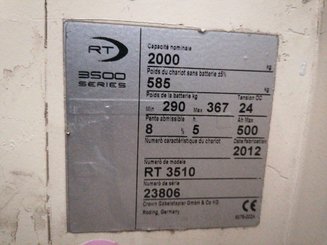 RT
3500
SERIES
Capacité nominale
2000
kg
Poids du chariot sans batterie ±5%
585
kg
Poids de la batterie kg Tension DC
Min 290 Max 367 24
Pente admissible h Ah Max
8 % 5 500
Numéro caractéristique du chariot Date fabrication
2012
Numéro de modèle
RT 3510
Numéro de série
23806
Crown Gabelstapler GmbH & Co KG
Roding, Germany
CE